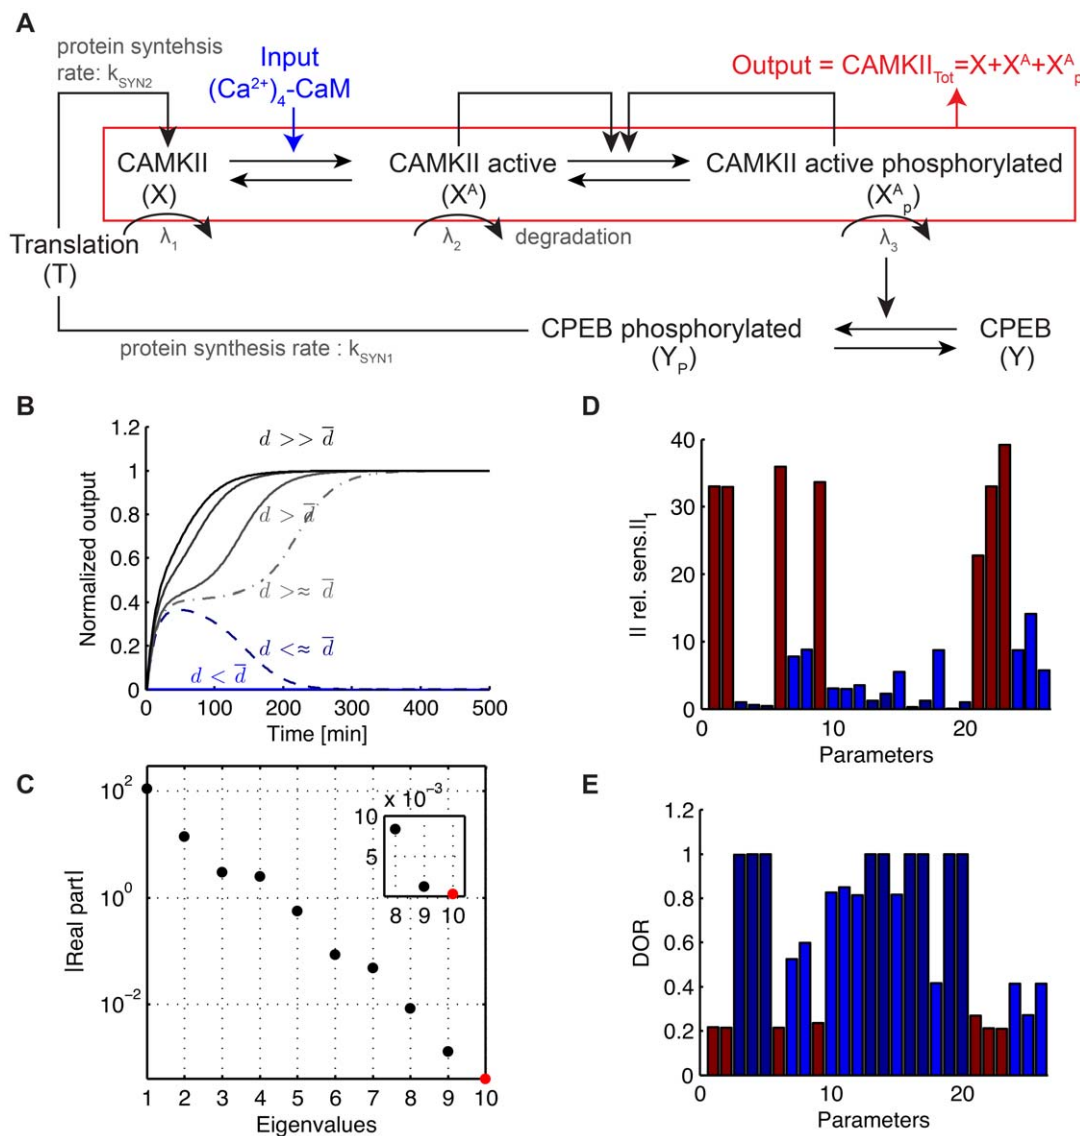 A
protein syntehsis
rate: kSYN2
Input
(Ca2+)4-CaM
Output = CAMKIITot=X+XA+XAp
CAMKII
(X)
CAMKII active
(XA)
CAMKII active phosphorylated
(XAp)
λ1
λ2
degradation
λ3
Translation
(T)
protein synthesis rate : kSYN1
CPEB phosphorylated
(YP)
CPEB
(Y)
B
Normalized output
1.2
1
0.8
0.6
0.4
0.2
0
d >> d̅
d > d̅
d >≈ d̅
d <≈ d̅
d < d̅
0 100 200 300 400 500
Time [min]
D
II rel. sens.II1
40
30
20
10
0
0 10 20
Parameters
C
|Real part|
10^2
10^0
10^−2
x 10^−3
10
5
8 9 10
1 2 3 4 5 6 7 8 9 10
Eigenvalues
E
DOR
1.2
1
0.8
0.6
0.4
0.2
0
0 10 20
Parameters